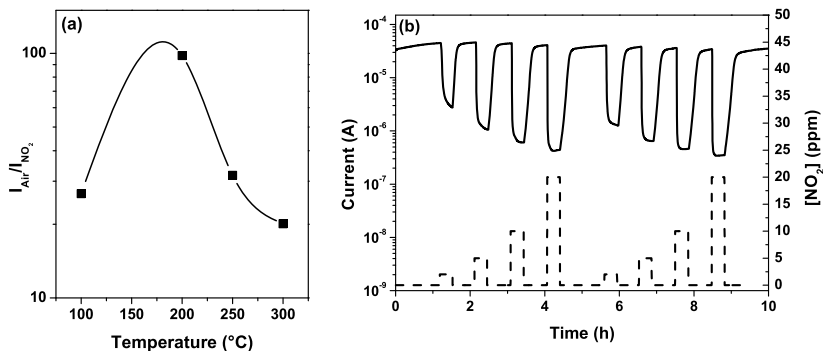 (a)
100
10
I_Air/I_NO₂
100 150 200 250 300
Temperature (°C)
(b)
10⁻⁴
10⁻⁵
10⁻⁶
10⁻⁷
10⁻⁸
10⁻⁹
Current (A)
0 2 4 6 8 10
Time (h)
50
45
40
35
30
25
20
15
10
5
0
[NO₂] (ppm)